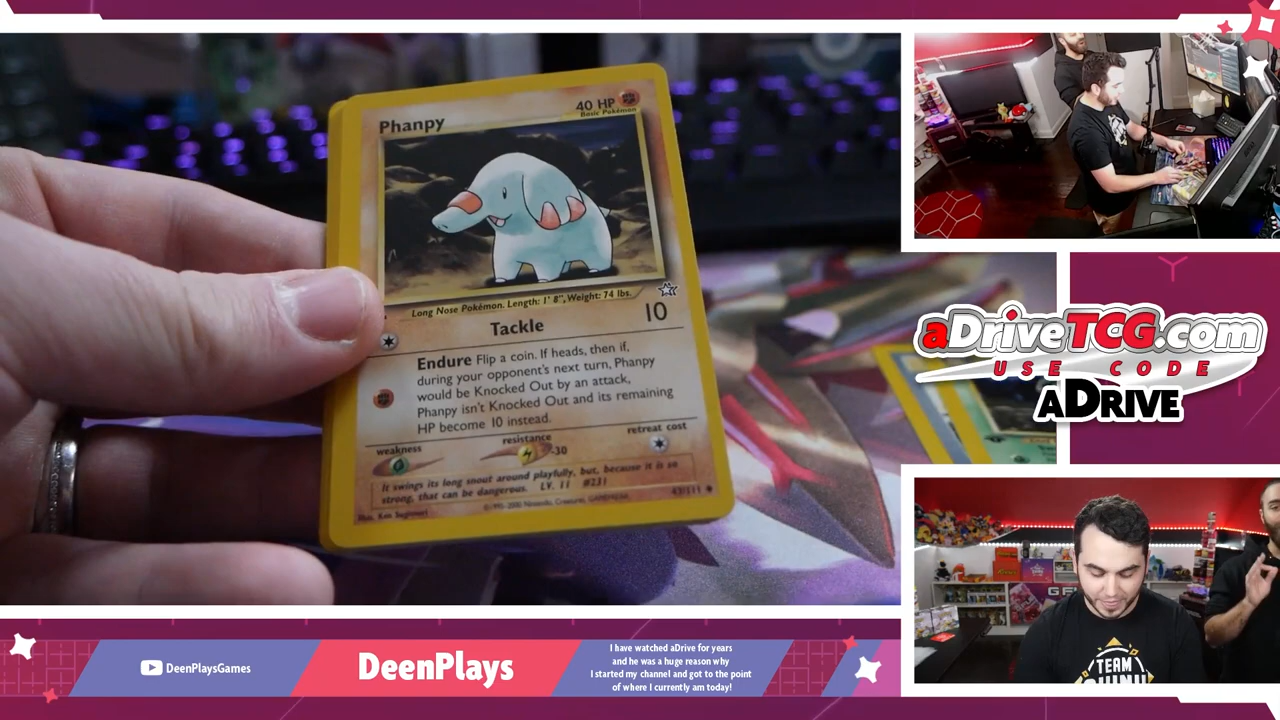 Phanpy
40 HP
Basic Pokémon
Long Nose Pokémon. Length: 1' 8", Weight: 74 lbs.
Tackle 10
Endure Flip a coin. If heads, then if,
during your opponent's next turn, Phanpy
would be Knocked Out by an attack,
Phanpy isn't Knocked Out and its remaining
HP become 10 instead.
weakness
resistance
-30
retreat cost
It swings its long snout around playfully, but, because it is so
strong, that can be dangerous. LV. 11 #231
43/111
aDriveTCG.com
USE CODE
ADRIVE
TEAM
DeenPlaysGames
DeenPlays
I have watched aDrive for years
and he was a huge reason why
I started my channel and got to the point
of where I currently am today!